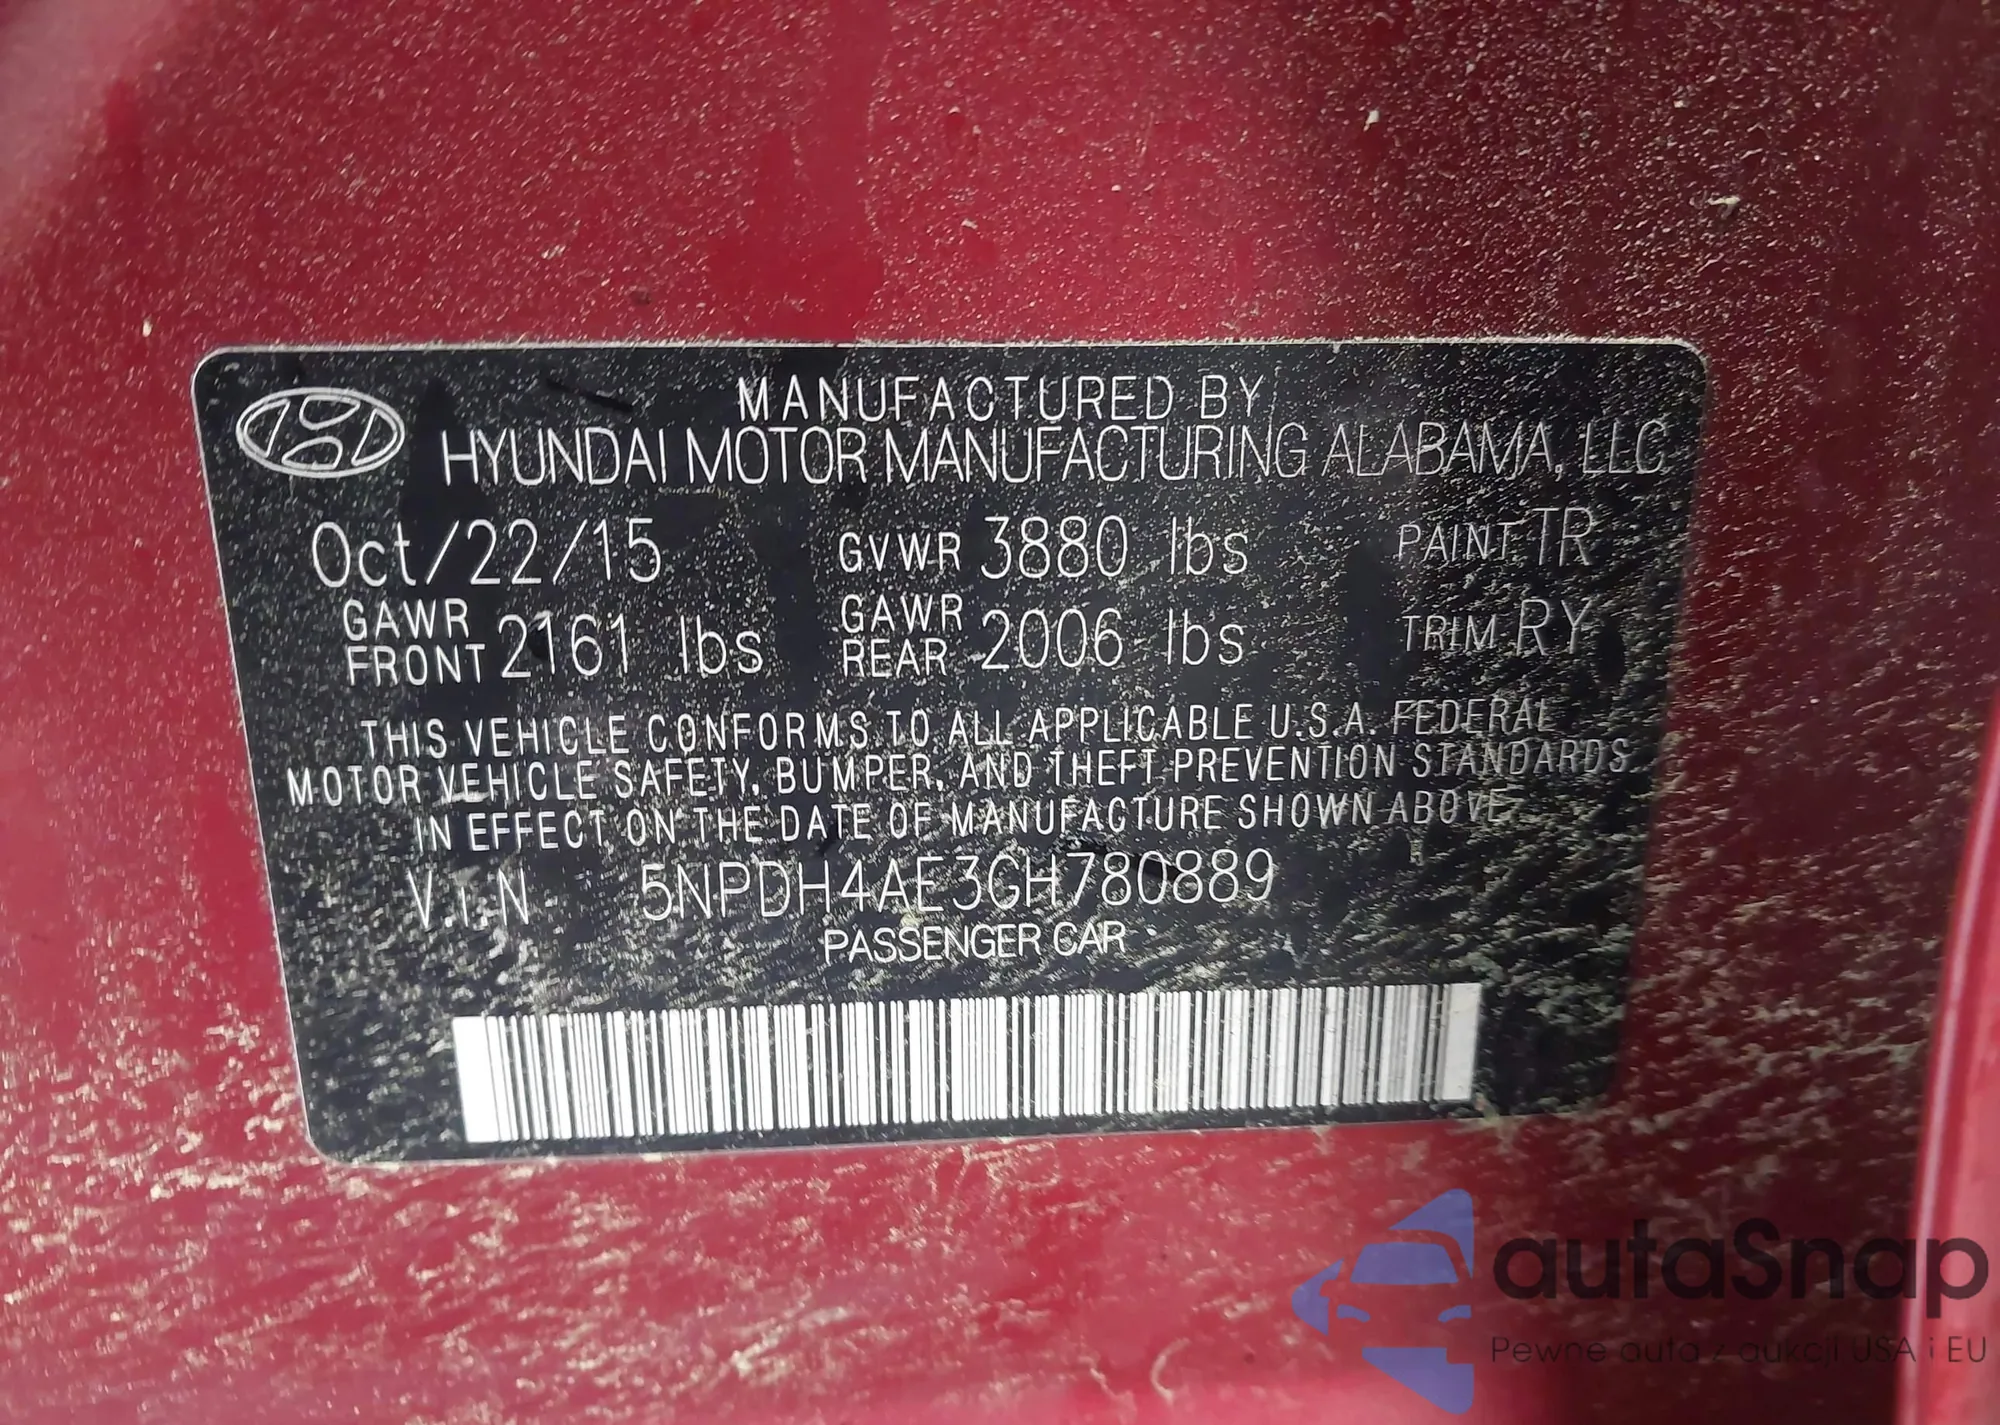 MANUFACTURED BY
HYUNDAI MOTOR MANUFACTURING ALABAMA, LLC
Oct/22/15 GVWR 3880 lbs PAINT TR
GAWR FRONT 2161 lbs GAWR REAR 2006 lbs TRIM RY
THIS VEHICLE CONFORMS TO ALL APPLICABLE U.S.A. FEDERAL
MOTOR VEHICLE SAFETY, BUMPER, AND THEFT PREVENTION STANDARDS
IN EFFECT ON THE DATE OF MANUFACTURE SHOWN ABOVE.
V.I.N 5NPDH4AE3GH780889
PASSENGER CAR
autoSnap
Pewne auta z aukcji USA i EU